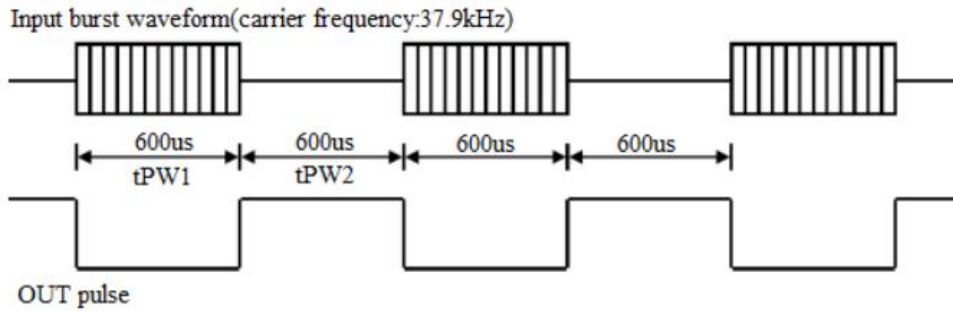 Input burst waveform(carrier frequency:37.9kHz)
600us 600us 600us 600us
tPW1 tPW2
OUT pulse